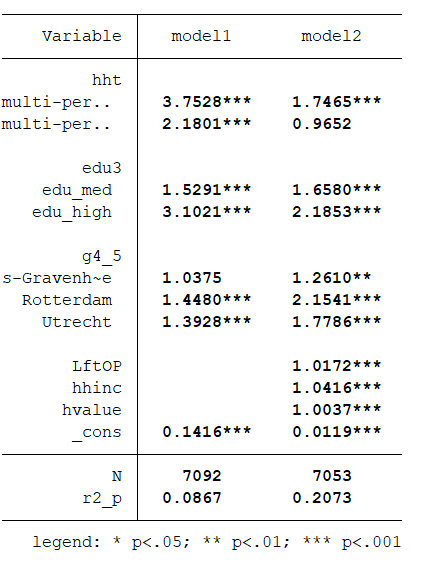 Variable model1 model2
hht
multi-per.. 3.7528*** 1.7465***
multi-per.. 2.1801*** 0.9652
edu3
edu_med 1.5291*** 1.6580***
edu_high 3.1021*** 2.1853***
g4_5
s-Gravenh~e 1.0375 1.2610**
Rotterdam 1.4480*** 2.1541***
Utrecht 1.3928*** 1.7786***
LftOP 1.0172***
hhinc 1.0416***
hvalue 1.0037***
_cons 0.1416*** 0.0119***
N 7092 7053
r2_p 0.0867 0.2073
legend: * p<.05; ** p<.01; *** p<.001